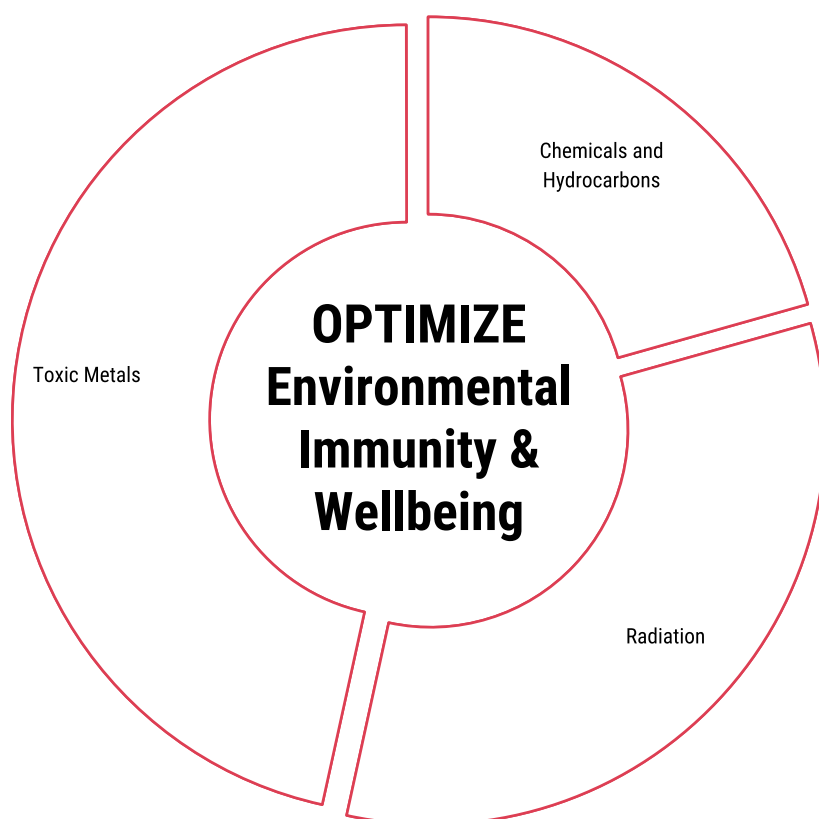 Chemicals and
Hydrocarbons
OPTIMIZE
Environmental
Immunity &
Wellbeing
Toxic Metals
Radiation